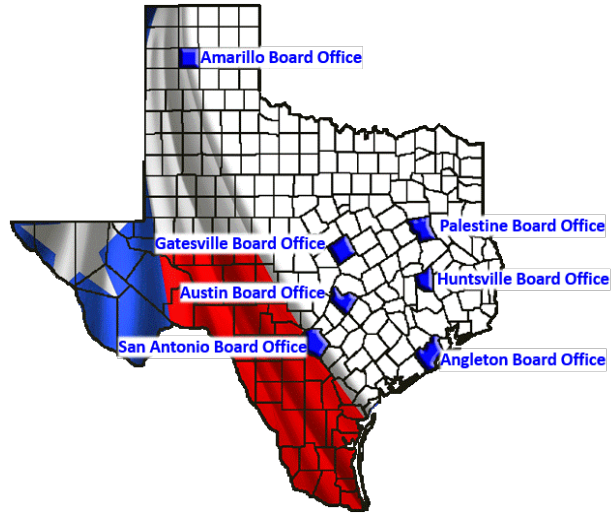 Amarillo Board Office
Palestine Board Office
Gatesville Board Office
Huntsville Board Office
Austin Board Office
San Antonio Board Office
Angleton Board Office